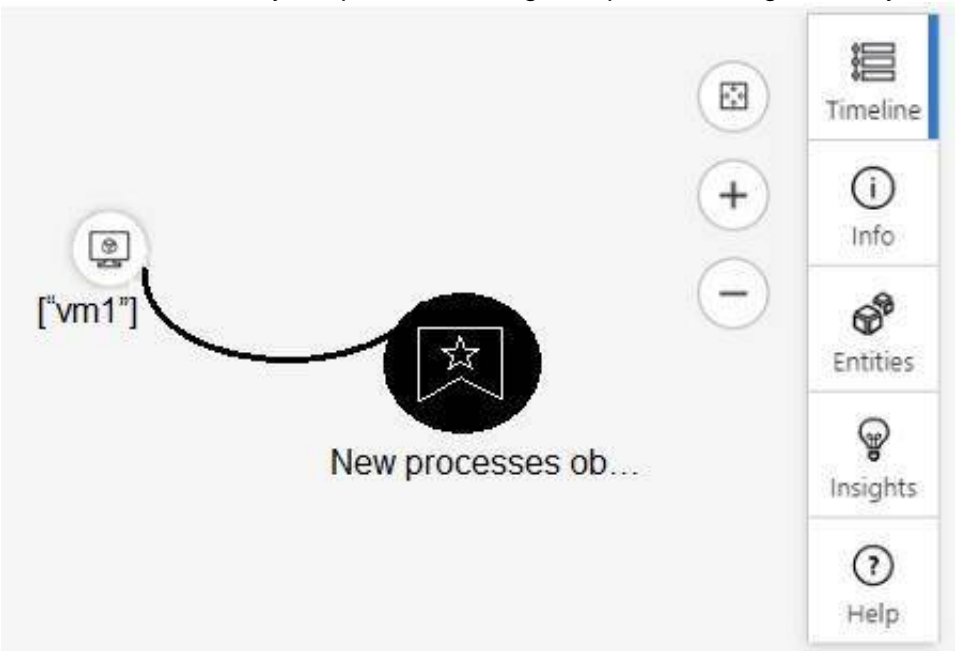 Timeline
Info
["vm1"]
Entities
New processes ob...
Insights
Help